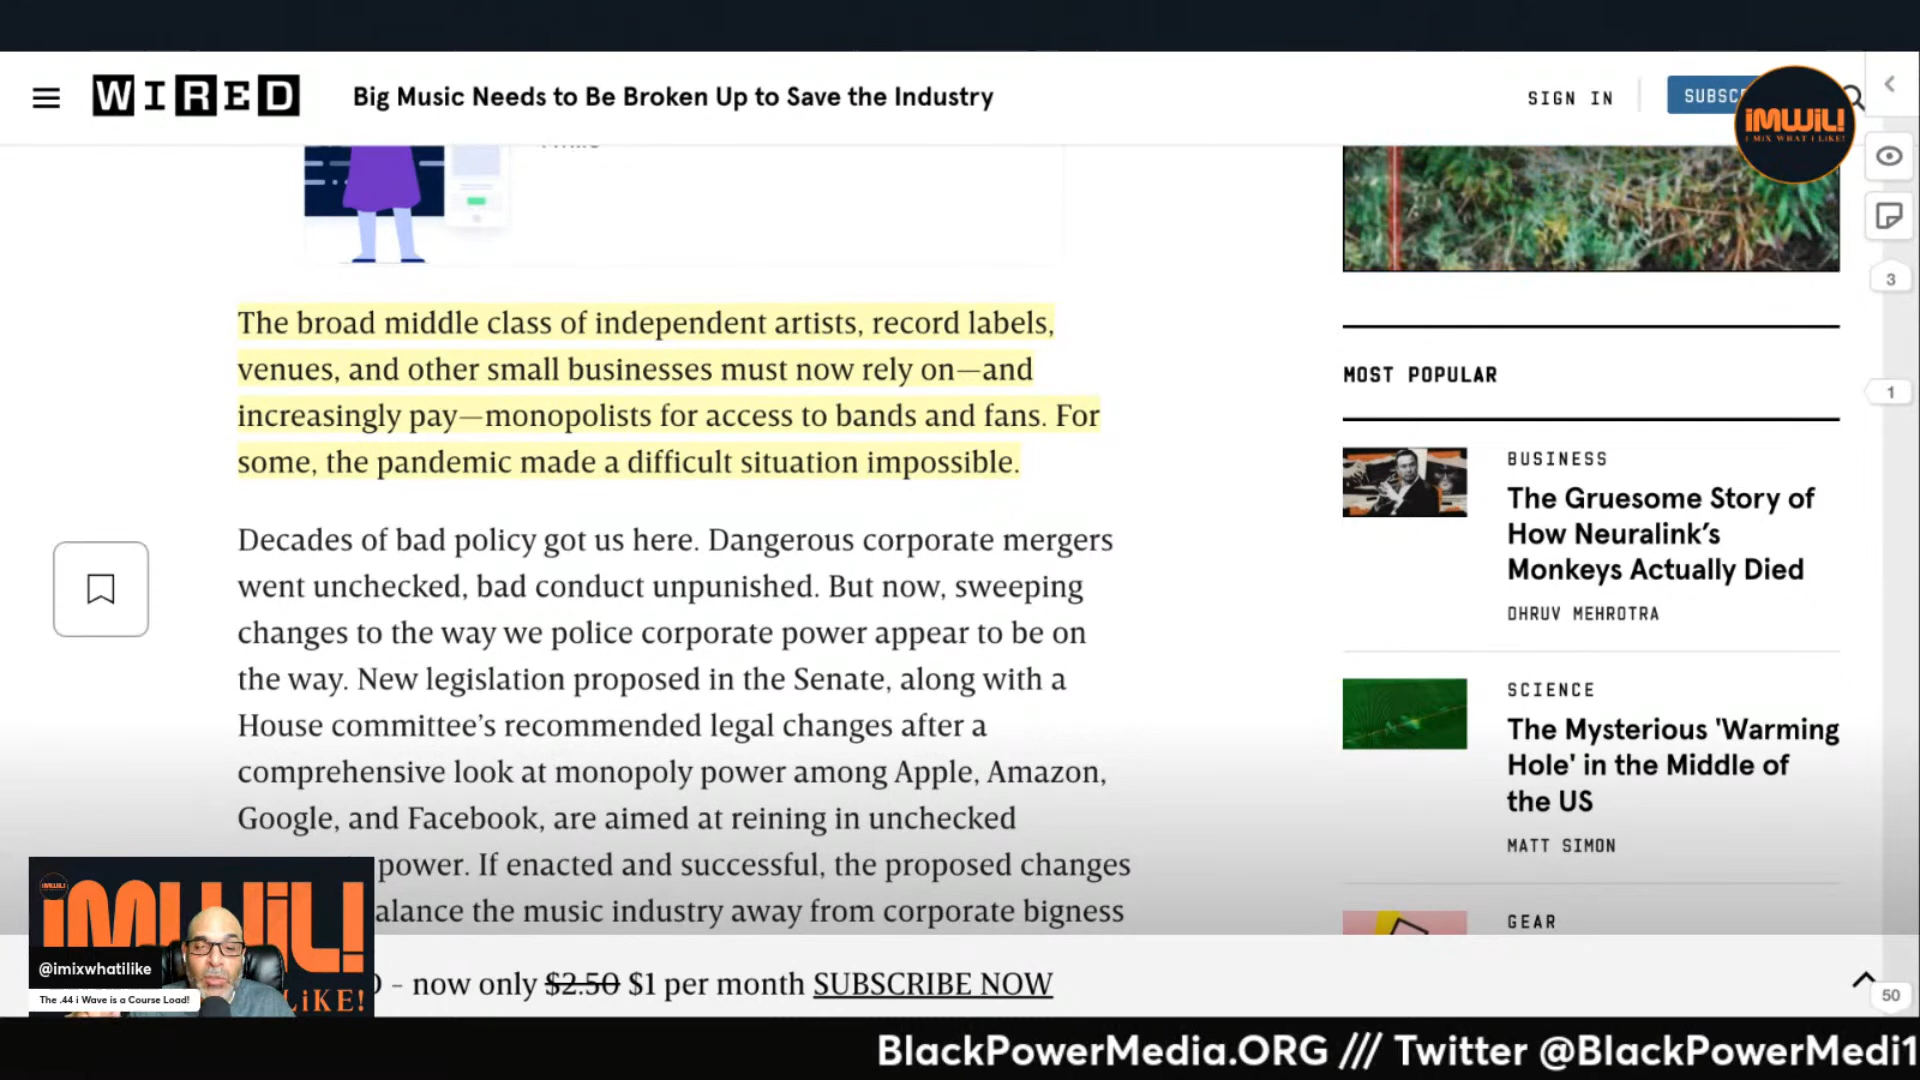 WIRED
Big Music Needs to Be Broken Up to Save the Industry
SIGN IN
iMWiL!
I MiX WHAT I LIKE!
The broad middle class of independent artists, record labels,
venues, and other small businesses must now rely on—and
increasingly pay—monopolists for access to bands and fans. For
some, the pandemic made a difficult situation impossible.
Decades of bad policy got us here. Dangerous corporate mergers
went unchecked, bad conduct unpunished. But now, sweeping
changes to the way we police corporate power appear to be on
the way. New legislation proposed in the Senate, along with a
House committee’s recommended legal changes after a
comprehensive look at monopoly power among Apple, Amazon,
Google, and Facebook, are aimed at reining in unchecked
power. If enacted and successful, the proposed changes
alance the music industry away from corporate bigness
MOST POPULAR
BUSINESS
The Gruesome Story of
How Neuralink’s
Monkeys Actually Died
DHRUV MEHROTRA
SCIENCE
The Mysterious 'Warming
Hole' in the Middle of
the US
MATT SIMON
GEAR
3
1
50
iMWiL!
@imixwhatilike
The .44 i Wave is a Course Load!
LiKE!
- now only $2.50 $1 per month SUBSCRIBE NOW
BlackPowerMedia.ORG /// Twitter @BlackPowerMedi1